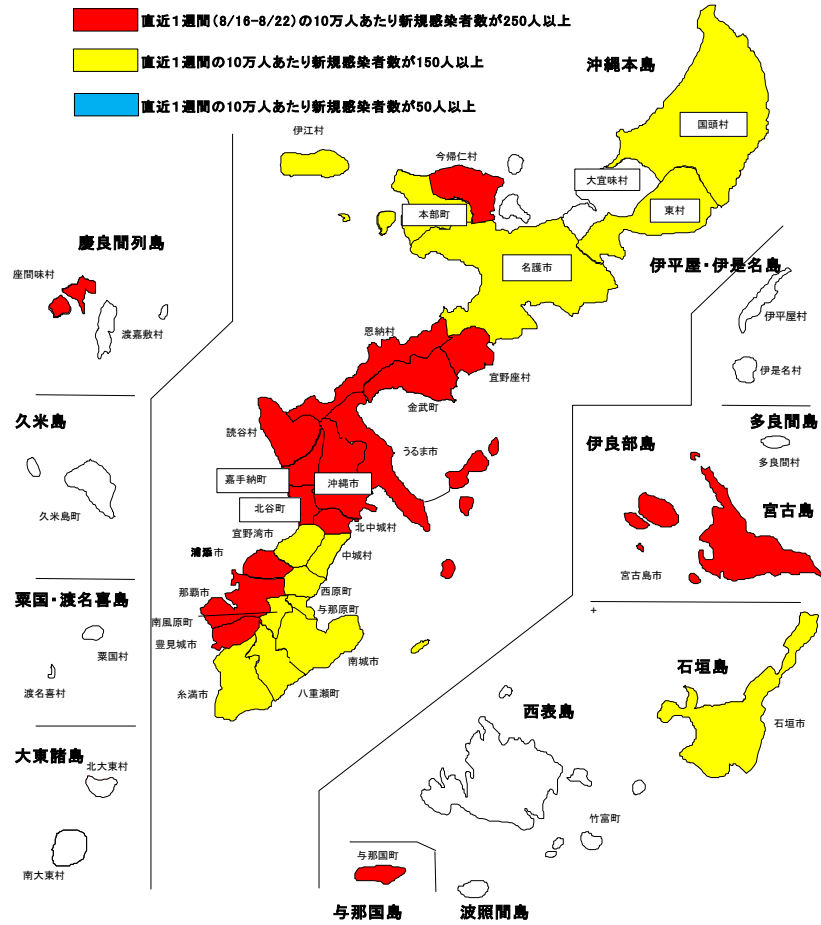 直近1週間(8/16-8/22)の10万人あたり新規感染者数が250人以上
直近1週間の10万人あたり新規感染者数が150人以上
直近1週間の10万人あたり新規感染者数が50人以上
沖縄本島
国頭村
伊江村
今帰仁村
大宜味村
本部町
東村
慶良間列島
名護市
伊平屋・伊是名島
座間味村
渡嘉敷村
伊平屋村
恩納村
宜野座村
伊是名村
金武町
久米島
読谷村
うるま市
伊良部島
多良間島
多良間村
嘉手納町
沖縄市
久米島町
北谷町
宮古島
宜野湾市
北中城村
浦添市
中城村
宮古島市
那覇市
西原町
粟国・渡名喜島
与那原町
+
南風原町
豊見城市
粟国村
南城市
石垣島
渡名喜村
糸満市
八重瀬町
西表島
石垣市
大東諸島
北大東村
竹富町
与那国町
南大東村
与那国島
波照間島